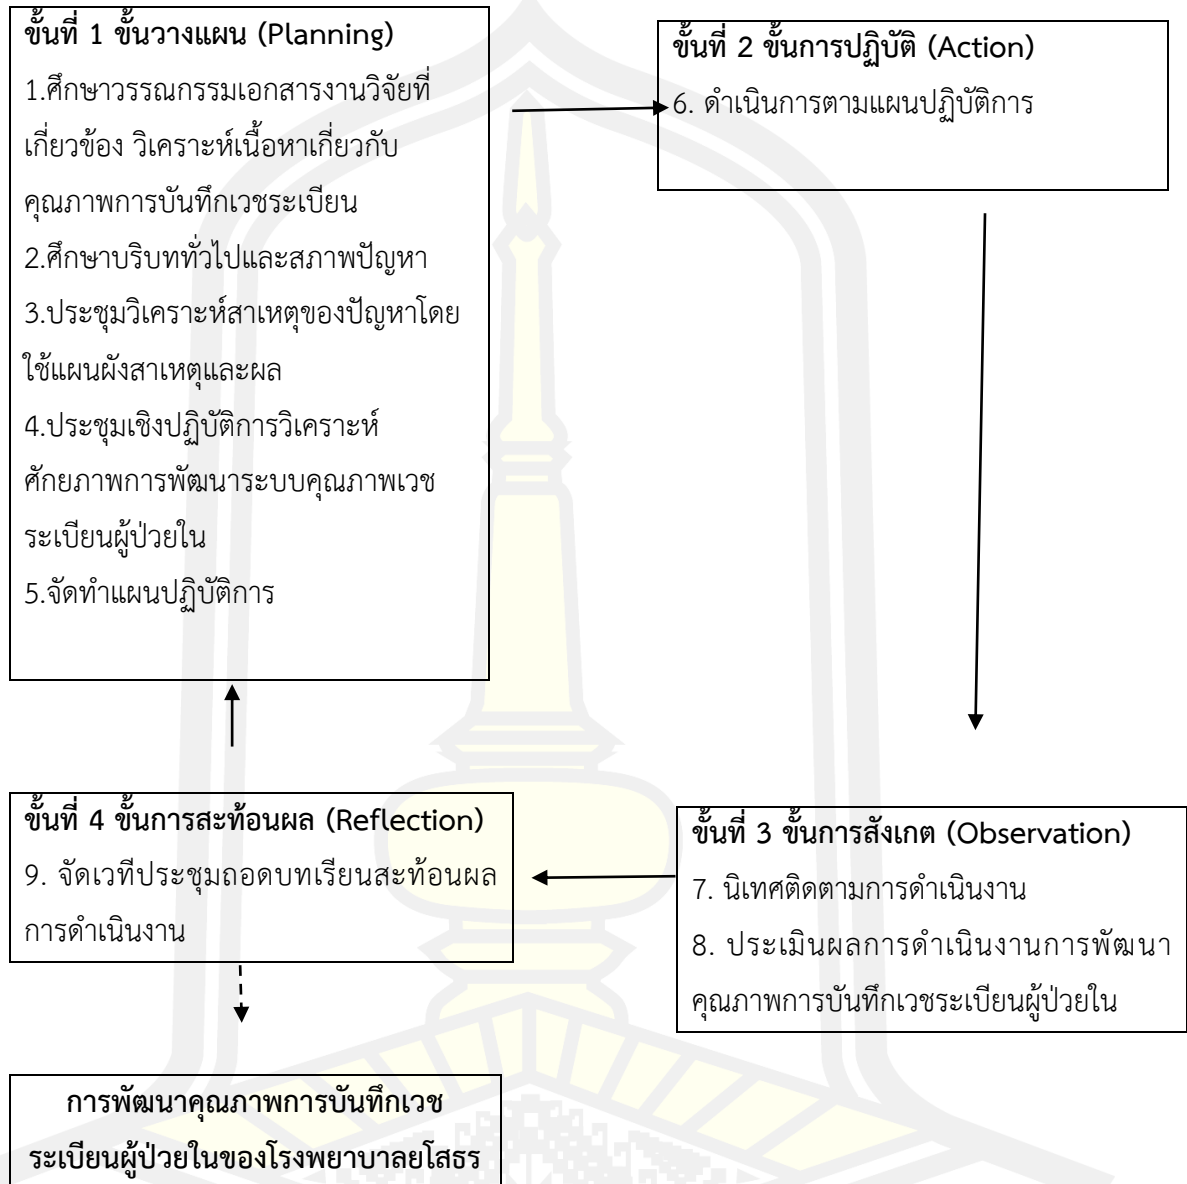 ขั้นที่ 1 ขั้นวางแผน (Planning)
1.ศึกษาวรรณกรรมเอกสารงานวิจัยที่
เกี่ยวข้อง วิเคราะห์เนื้อหาเกี่ยวกับ
คุณภาพการบันทึกเวชระเบียน
2.ศึกษาบริบททั่วไปและสภาพปัญหา
3.ประชุมวิเคราะห์สาเหตุของปัญหาโดย
ใช้แผนผังสาเหตุและผล
4.ประชุมเชิงปฏิบัติการวิเคราะห์
ศักยภาพการพัฒนาระบบคุณภาพเวช
ระเบียนผู้ป่วยใน
5.จัดทำแผนปฏิบัติการ
ขั้นที่ 2 ขั้นการปฏิบัติ (Action)
6. ดำเนินการตามแผนปฏิบัติการ
ขั้นที่ 3 ขั้นการสังเกต (Observation)
7. นิเทศติดตามการดำเนินงาน
8. ประเมินผลการดำเนินงานการพัฒนา
คุณภาพการบันทึกเวชระเบียนผู้ป่วยใน
ขั้นที่ 4 ขั้นการสะท้อนผล (Reflection)
9. จัดเวทีประชุมถอดบทเรียนสะท้อนผล
การดำเนินงาน
การพัฒนาคุณภาพการบันทึกเวช
ระเบียนผู้ป่วยในของโรงพยาบาลยโสธร